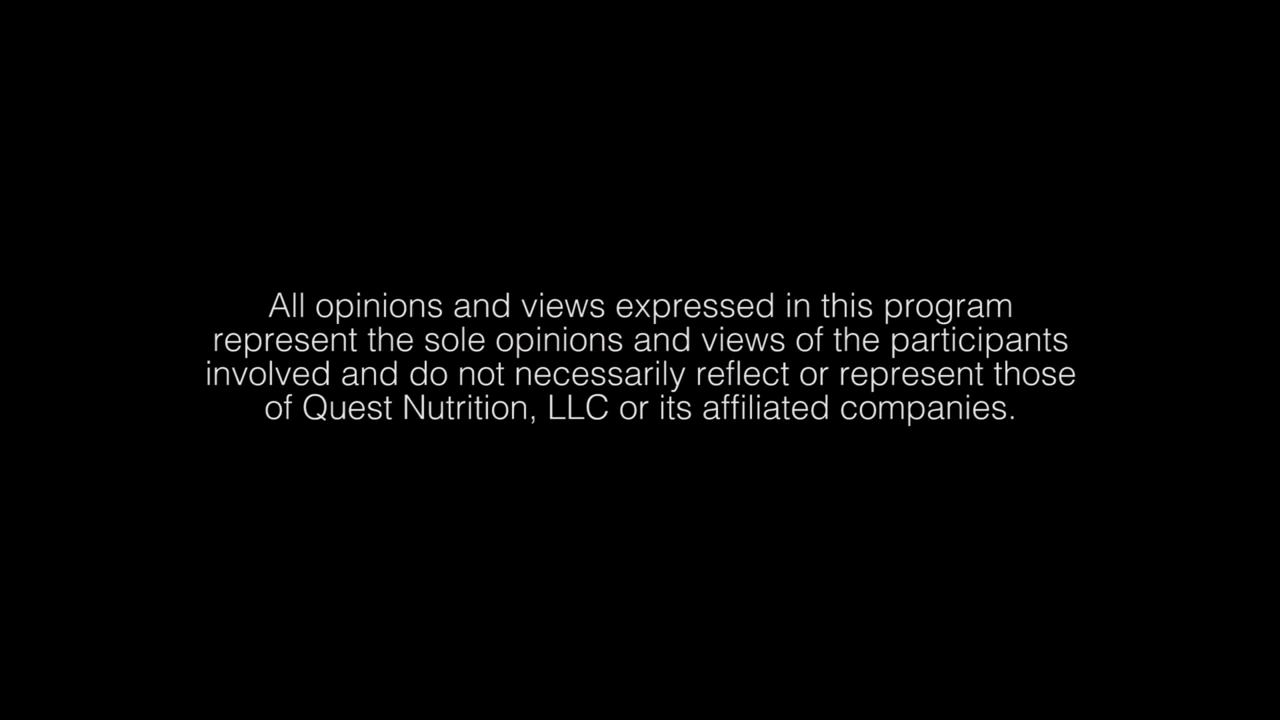 All opinions and views expressed in this program
represent the sole opinions and views of the participants
involved and do not necessarily reflect or represent those
of Quest Nutrition, LLC or its affiliated companies.